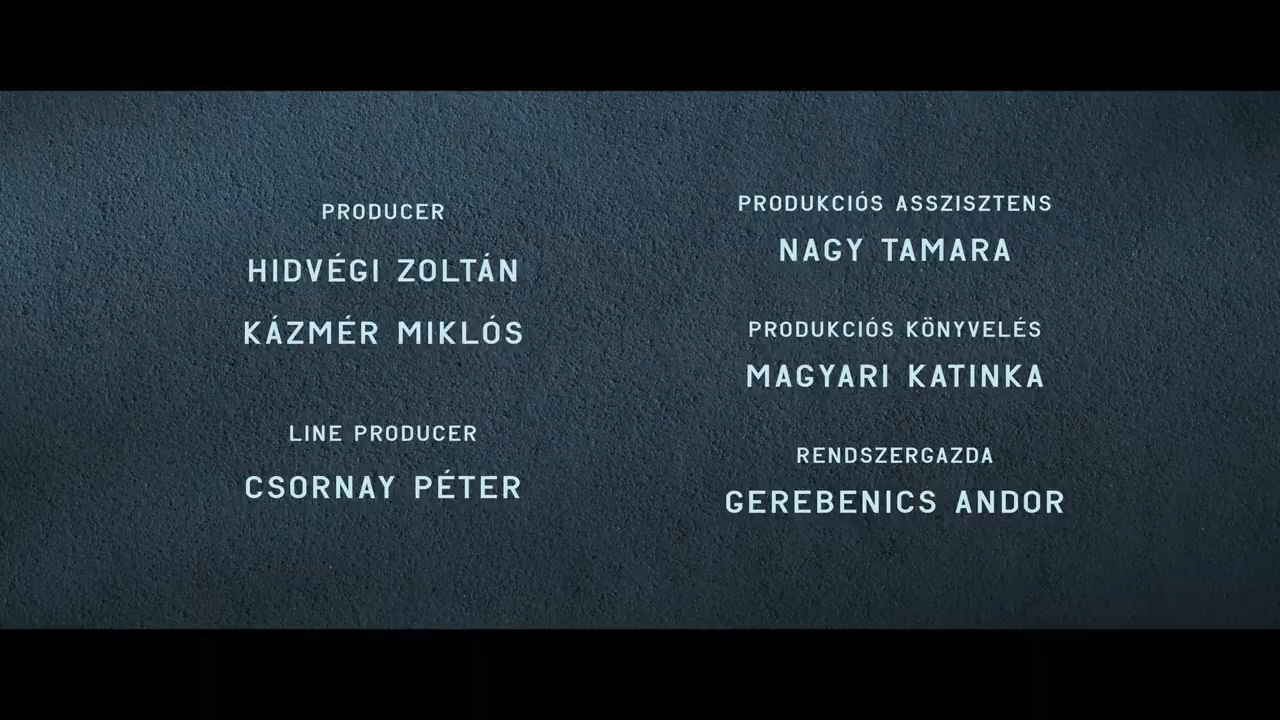 PRODUCER
HIDVÉGI ZOLTÁN
KÁZMÉR MIKLÓS
LINE PRODUCER
CSORNAY PÉTER
PRODUKCIÓS ASSZISZTENS
NAGY TAMARA
PRODUKCIÓS KÖNYVELÉS
MAGYARI KATINKA
RENDSZERGAZDA
GEREBENICS ANDOR